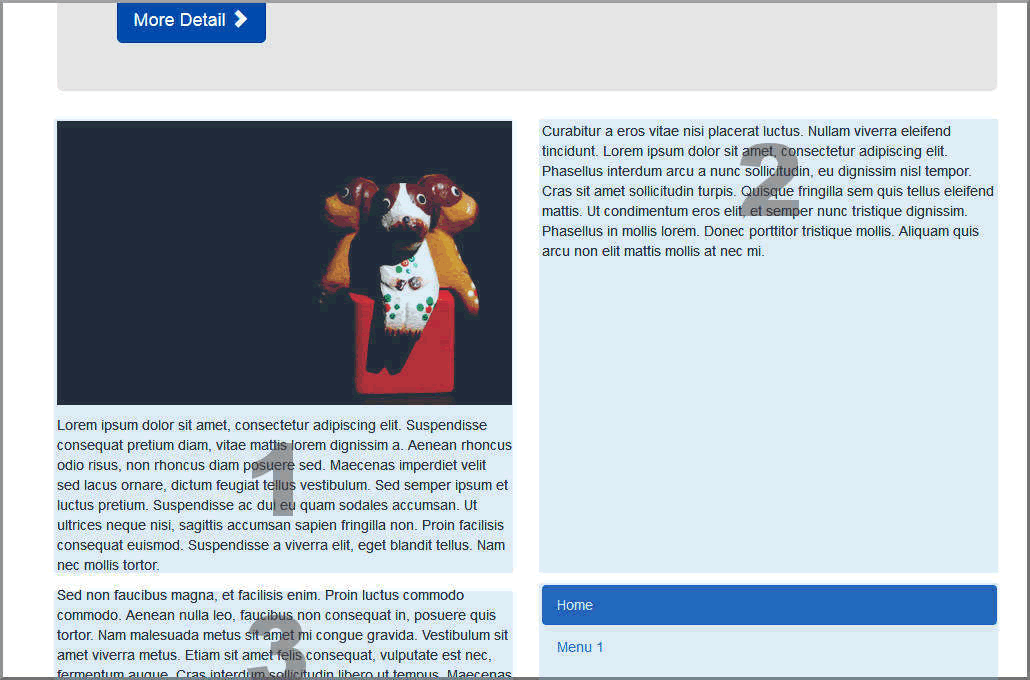 More Detail
Lorem ipsum dolor sit amet, consectetur adipiscing elit. Suspendisse
consequat pretium diam, vitae mattis lorem dignissim a. Aenean rhoncus
odio risus, non rhoncus diam posuere sed. Maecenas imperdiet velit
sed lacus ornare, dictum feugiat tellus vestibulum. Sed semper ipsum et
luctus pretium. Suspendisse ac dui eu quam sodales accumsan. Ut
ultrices neque nisi, sagittis accumsan sapien fringilla non. Proin facilisis
consequat euismod. Suspendisse a viverra elit, eget blandit tellus. Nam
nec mollis tortor.
1
Curabitur a eros vitae nisi placerat luctus. Nullam viverra eleifend
tincidunt. Lorem ipsum dolor sit amet, consectetur adipiscing elit.
Phasellus interdum arcu a nunc sollicitudin, eu dignissim nisl tempor.
Cras sit amet sollicitudin turpis. Quisque fringilla sem quis tellus eleifend
mattis. Ut condimentum eros elit, et semper nunc tristique dignissim.
Phasellus in mollis lorem. Donec porttitor tristique mollis. Aliquam quis
arcu non elit mattis mollis at nec mi.
2
Sed non faucibus magna, et facilisis enim. Proin luctus commodo
commodo. Aenean nulla leo, faucibus non consequat in, posuere quis
tortor. Nam malesuada metus sit amet mi congue gravida. Vestibulum sit
amet viverra metus. Etiam sit amet felis consequat, vulputate est nec,
fermentum augue. Cras interdum sollicitudin libero ut tempus. Maecenas
3
Home
Menu 1